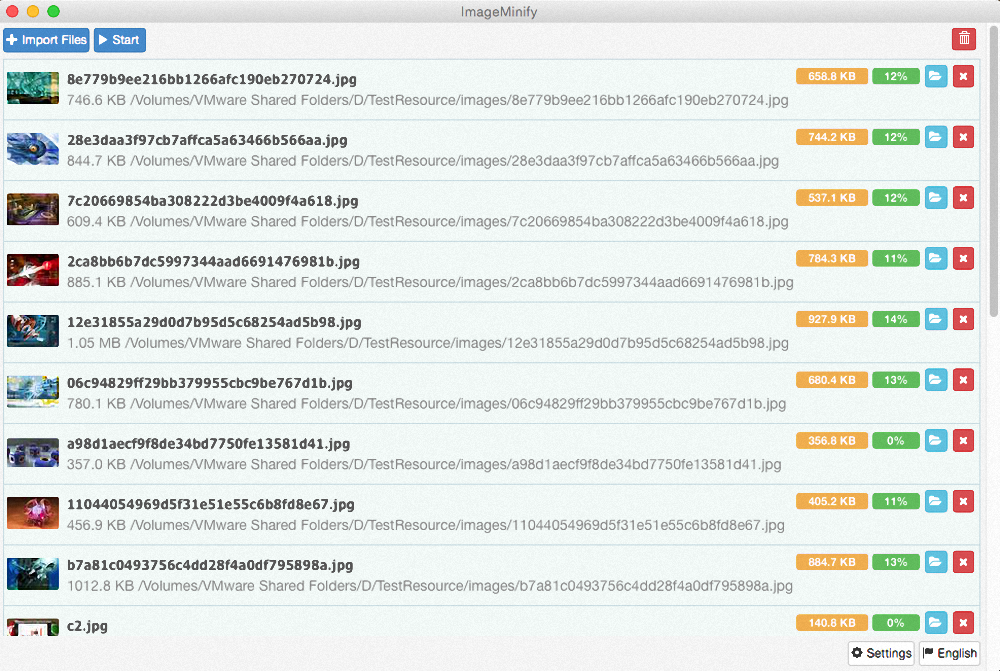 ImageMinify
Import Files Start
8e779b9ee216bb1266afc190eb270724.jpg 658.8 KB 12%
746.6 KB /Volumes/VMware Shared Folders/D/TestResource/images/8e779b9ee216bb1266afc190eb270724.jpg
28e3daa3f97cb7affca5a63466b566aa.jpg 744.2 KB 12%
844.7 KB /Volumes/VMware Shared Folders/D/TestResource/images/28e3daa3f97cb7affca5a63466b566aa.jpg
7c20669854ba308222d3be4009f4a618.jpg 537.1 KB 12%
609.4 KB /Volumes/VMware Shared Folders/D/TestResource/images/7c20669854ba308222d3be4009f4a618.jpg
2ca8bb6b7dc5997344aad6691476981b.jpg 784.3 KB 11%
885.1 KB /Volumes/VMware Shared Folders/D/TestResource/images/2ca8bb6b7dc5997344aad6691476981b.jpg
12e31855a29d0d7b95d5c68254ad5b98.jpg 927.9 KB 14%
1.05 MB /Volumes/VMware Shared Folders/D/TestResource/images/12e31855a29d0d7b95d5c68254ad5b98.jpg
06c94829ff29bb379955cbc9be767d1b.jpg 680.4 KB 13%
780.1 KB /Volumes/VMware Shared Folders/D/TestResource/images/06c94829ff29bb379955cbc9be767d1b.jpg
a98d1aecf9f8de34bd7750fe13581d41.jpg 356.8 KB 0%
357.0 KB /Volumes/VMware Shared Folders/D/TestResource/images/a98d1aecf9f8de34bd7750fe13581d41.jpg
11044054969d5f31e51e55c6b8fd8e67.jpg 405.2 KB 11%
456.9 KB /Volumes/VMware Shared Folders/D/TestResource/images/11044054969d5f31e51e55c6b8fd8e67.jpg
b7a81c0493756c4dd28f4a0df795898a.jpg 884.7 KB 13%
1012.8 KB /Volumes/VMware Shared Folders/D/TestResource/images/b7a81c0493756c4dd28f4a0df795898a.jpg
c2.jpg 140.8 KB 0%
Settings English